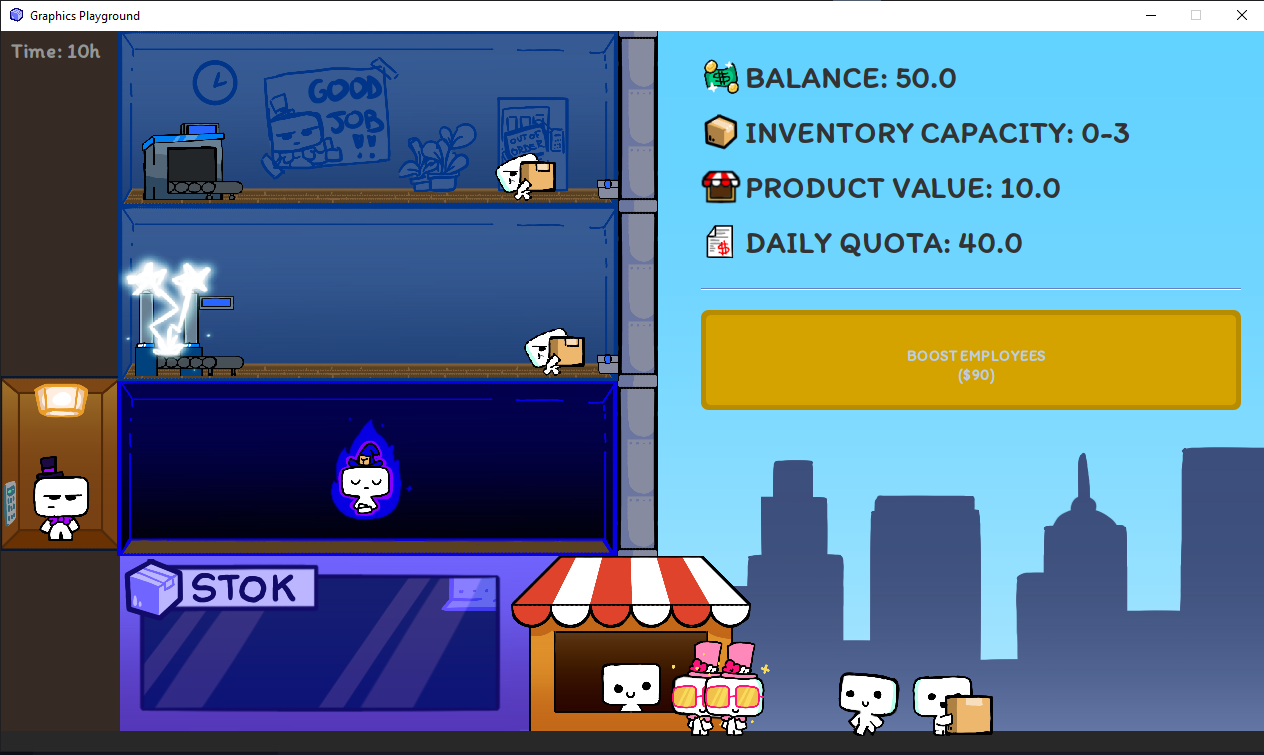 Graphics Playground
Time: 10h
GOOD
JOB
!!
OUT OF
ORDER
BALANCE: 50.0
INVENTORY CAPACITY: 0-3
PRODUCT VALUE: 10.0
DAILY QUOTA: 40.0
BOOST EMPLOYEES
($90)
STOK